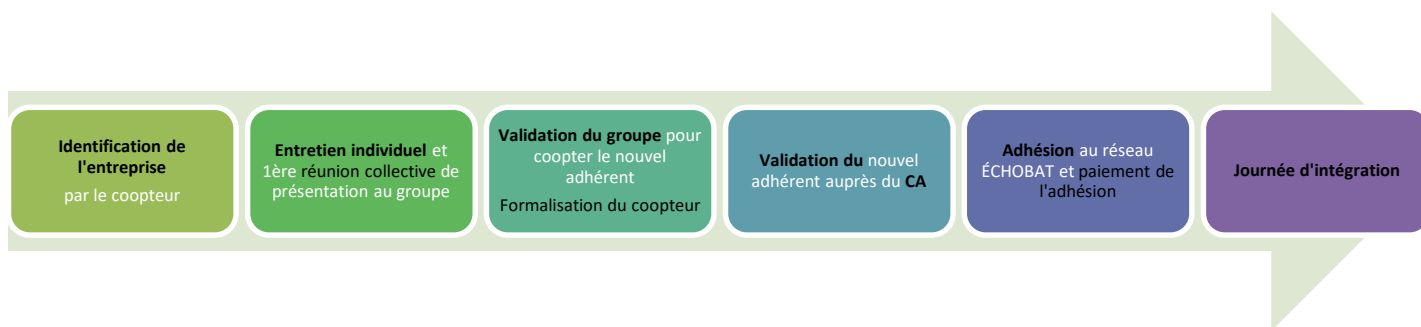 Identification de
l'entreprise
par le coopteur
Entretien individuel et
1ère réunion collective de
présentation au groupe
Validation du groupe pour
coopter le nouvel
adhérent
Formalisation du coopteur
Validation du nouvel
adhérent auprès du CA
Adhésion au réseau
ÉCHOBAT et paiement de
l'adhésion
Journée d'intégration